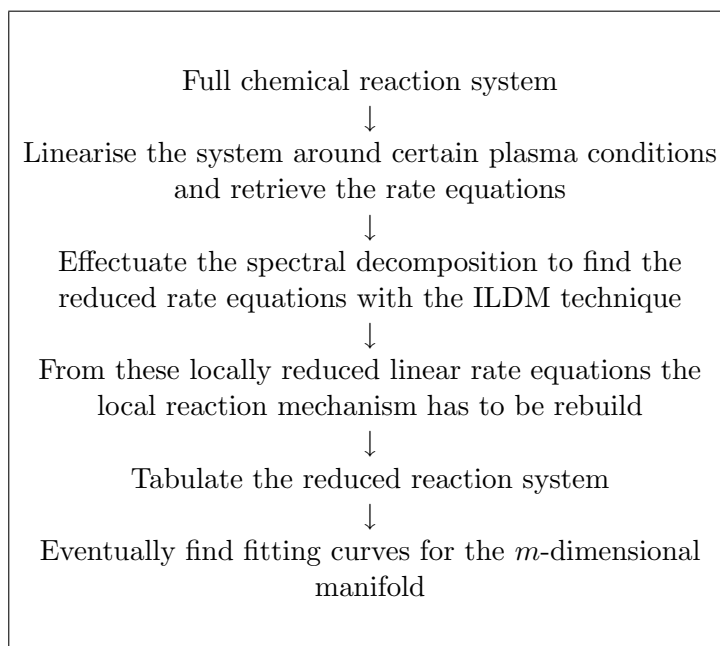 Full chemical reaction system
↓
Linearise the system around certain plasma conditions
and retrieve the rate equations
↓
Effectuate the spectral decomposition to find the
reduced rate equations with the ILDM technique
↓
From these locally reduced linear rate equations the
local reaction mechanism has to be rebuild
↓
Tabulate the reduced reaction system
↓
Eventually find fitting curves for the m-dimensional
manifold